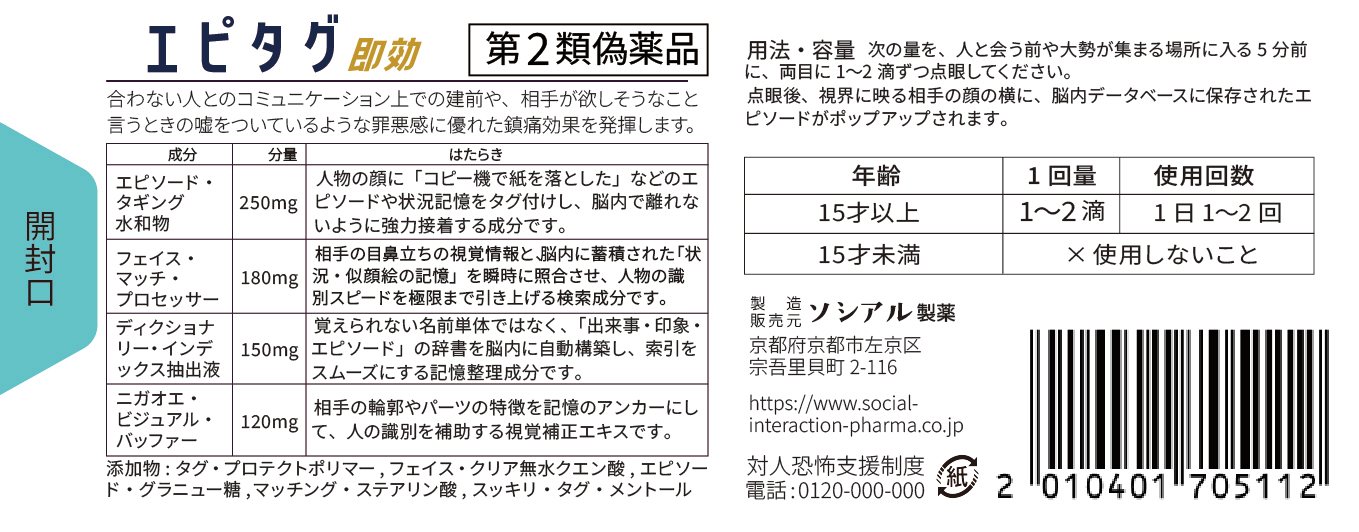 開封口
エピタグ 即効
第2類偽薬品
合わない人とのコミュニケーション上での建前や、相手が欲しそうなこと
言うときの嘘をついているような罪悪感に優れた鎮痛効果を発揮します。
成分 分量 はたらき
エピソード・
タギング
水和物
250mg
人物の顔に「コピー機で紙を落とした」などのエ
ピソードや状況記憶をタグ付けし、脳内で離れな
いように強力接着する成分です。
フェイス・
マッチ・
プロセッサー
180mg
相手の目鼻立ちの視覚情報と、脳内に蓄積された「状
況・似顔絵の記憶」を瞬時に照合させ、人物の識
別スピードを極限まで引き上げる検索成分です。
ディクショナ
リー・インデ
ックス抽出液
150mg
覚えられない名前単体ではなく、「出来事・印象・
エピソード」の辞書を脳内に自動構築し、索引を
スムーズにする記憶整理成分です。
ニガオエ・
ビジュアル・
バッファー
120mg
相手の輪郭やパーツの特徴を記憶のアンカーにし
て、人の識別を補助する視覚補正エキスです。
添加物 : タグ・プロテクトポリマー , フェイス・クリア無水クエン酸 , エピソー
ド・グラニュー糖 , マッチング・ステアリン酸 , スッキリ・タグ・メントール
用法・容量 次の量を、人と会う前や大勢が集まる場所に入る 5 分前
に、両目に 1〜2 滴ずつ点眼してください。
点眼後、視界に映る相手の顔の横に、脳内データベースに保存されたエ
ピソードがポップアップされます。
年齢 1 回量 使用回数
15才以上 1〜2 滴 1 日 1〜2 回
15才未満 × 使用しないこと
製造
販売元 ソシアル製薬
京都府京都市左京区
宗吾里貝町 2-116
https://www.social-
interaction-pharma.co.jp
対人恐怖支援制度
電話:0120-000-000
紙
2 010401 705112